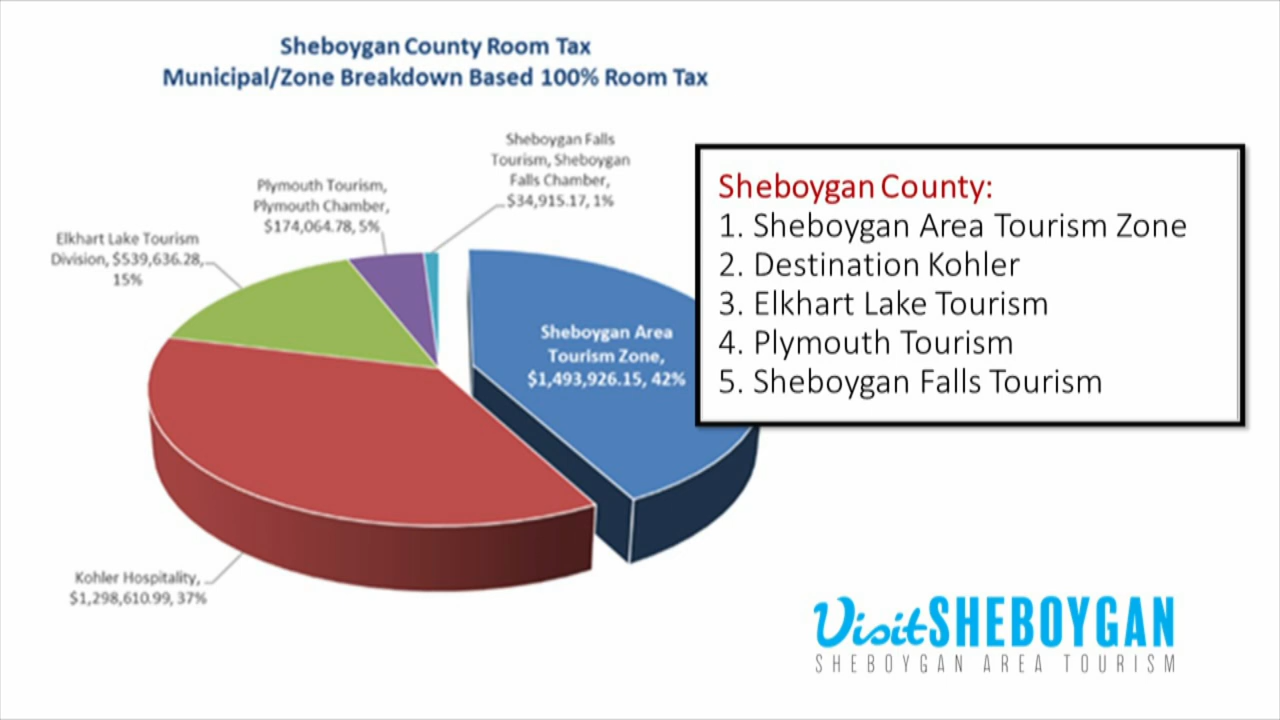 Sheboygan County Room Tax
Municipal/Zone Breakdown Based 100% Room Tax
Sheboygan Falls
Tourism, Sheboygan
Falls Chamber,
$34,915.17, 1%
Plymouth Tourism,
Plymouth Chamber,
$174,064.78, 5%
Elkhart Lake Tourism
Division, $539,636.28,
15%
Sheboygan Area
Tourism Zone,
$1,493,926.15, 42%
Kohler Hospitality,
$1,298,610.99, 37%
Sheboygan County:
1. Sheboygan Area Tourism Zone
2. Destination Kohler
3. Elkhart Lake Tourism
4. Plymouth Tourism
5. Sheboygan Falls Tourism
Visit SHEBOYGAN
SHEBOYGAN AREA TOURISM